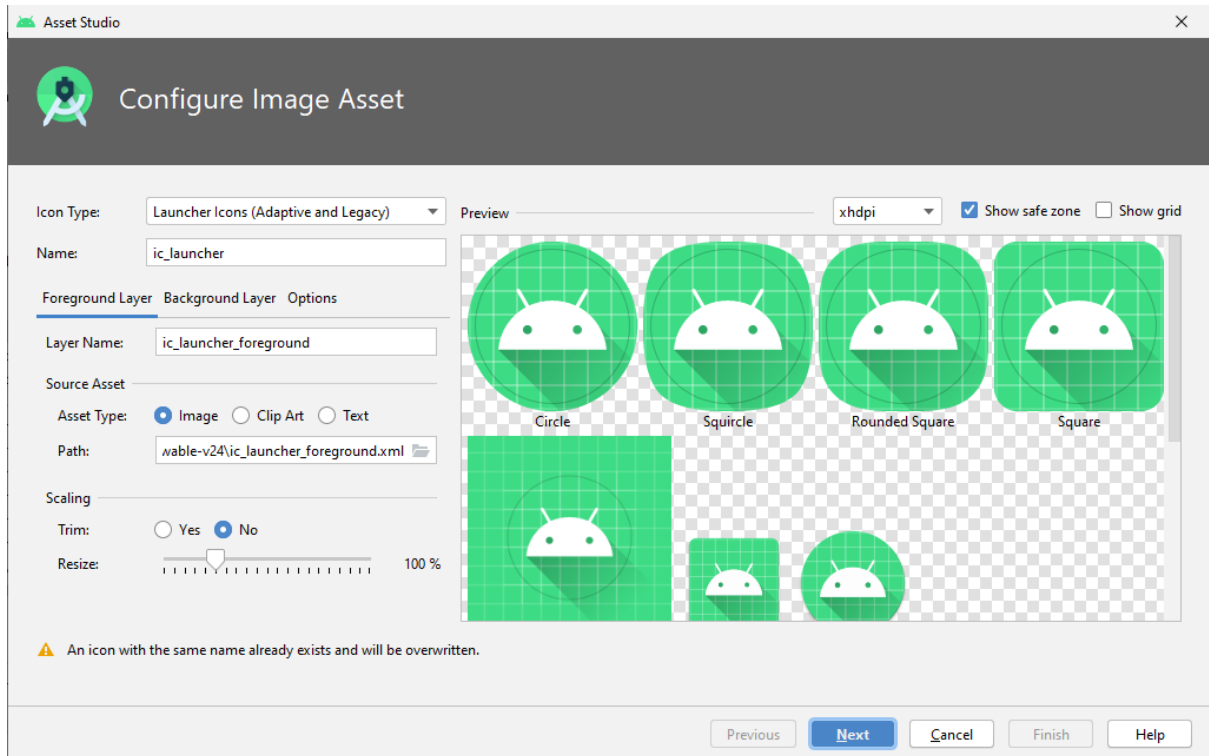 Asset Studio
Configure Image Asset
Icon Type: Launcher Icons (Adaptive and Legacy)
Name: ic_launcher
Foreground Layer Background Layer Options
Layer Name: ic_launcher_foreground
Source Asset
Asset Type: Image Clip Art Text
Path: wable-v24\ic_launcher_foreground.xml
Scaling
Trim: Yes No
Resize: 100 %
Preview xhdpi Show safe zone Show grid
Circle Squircle Rounded Square Square
An icon with the same name already exists and will be overwritten.
Previous Next Cancel Finish Help